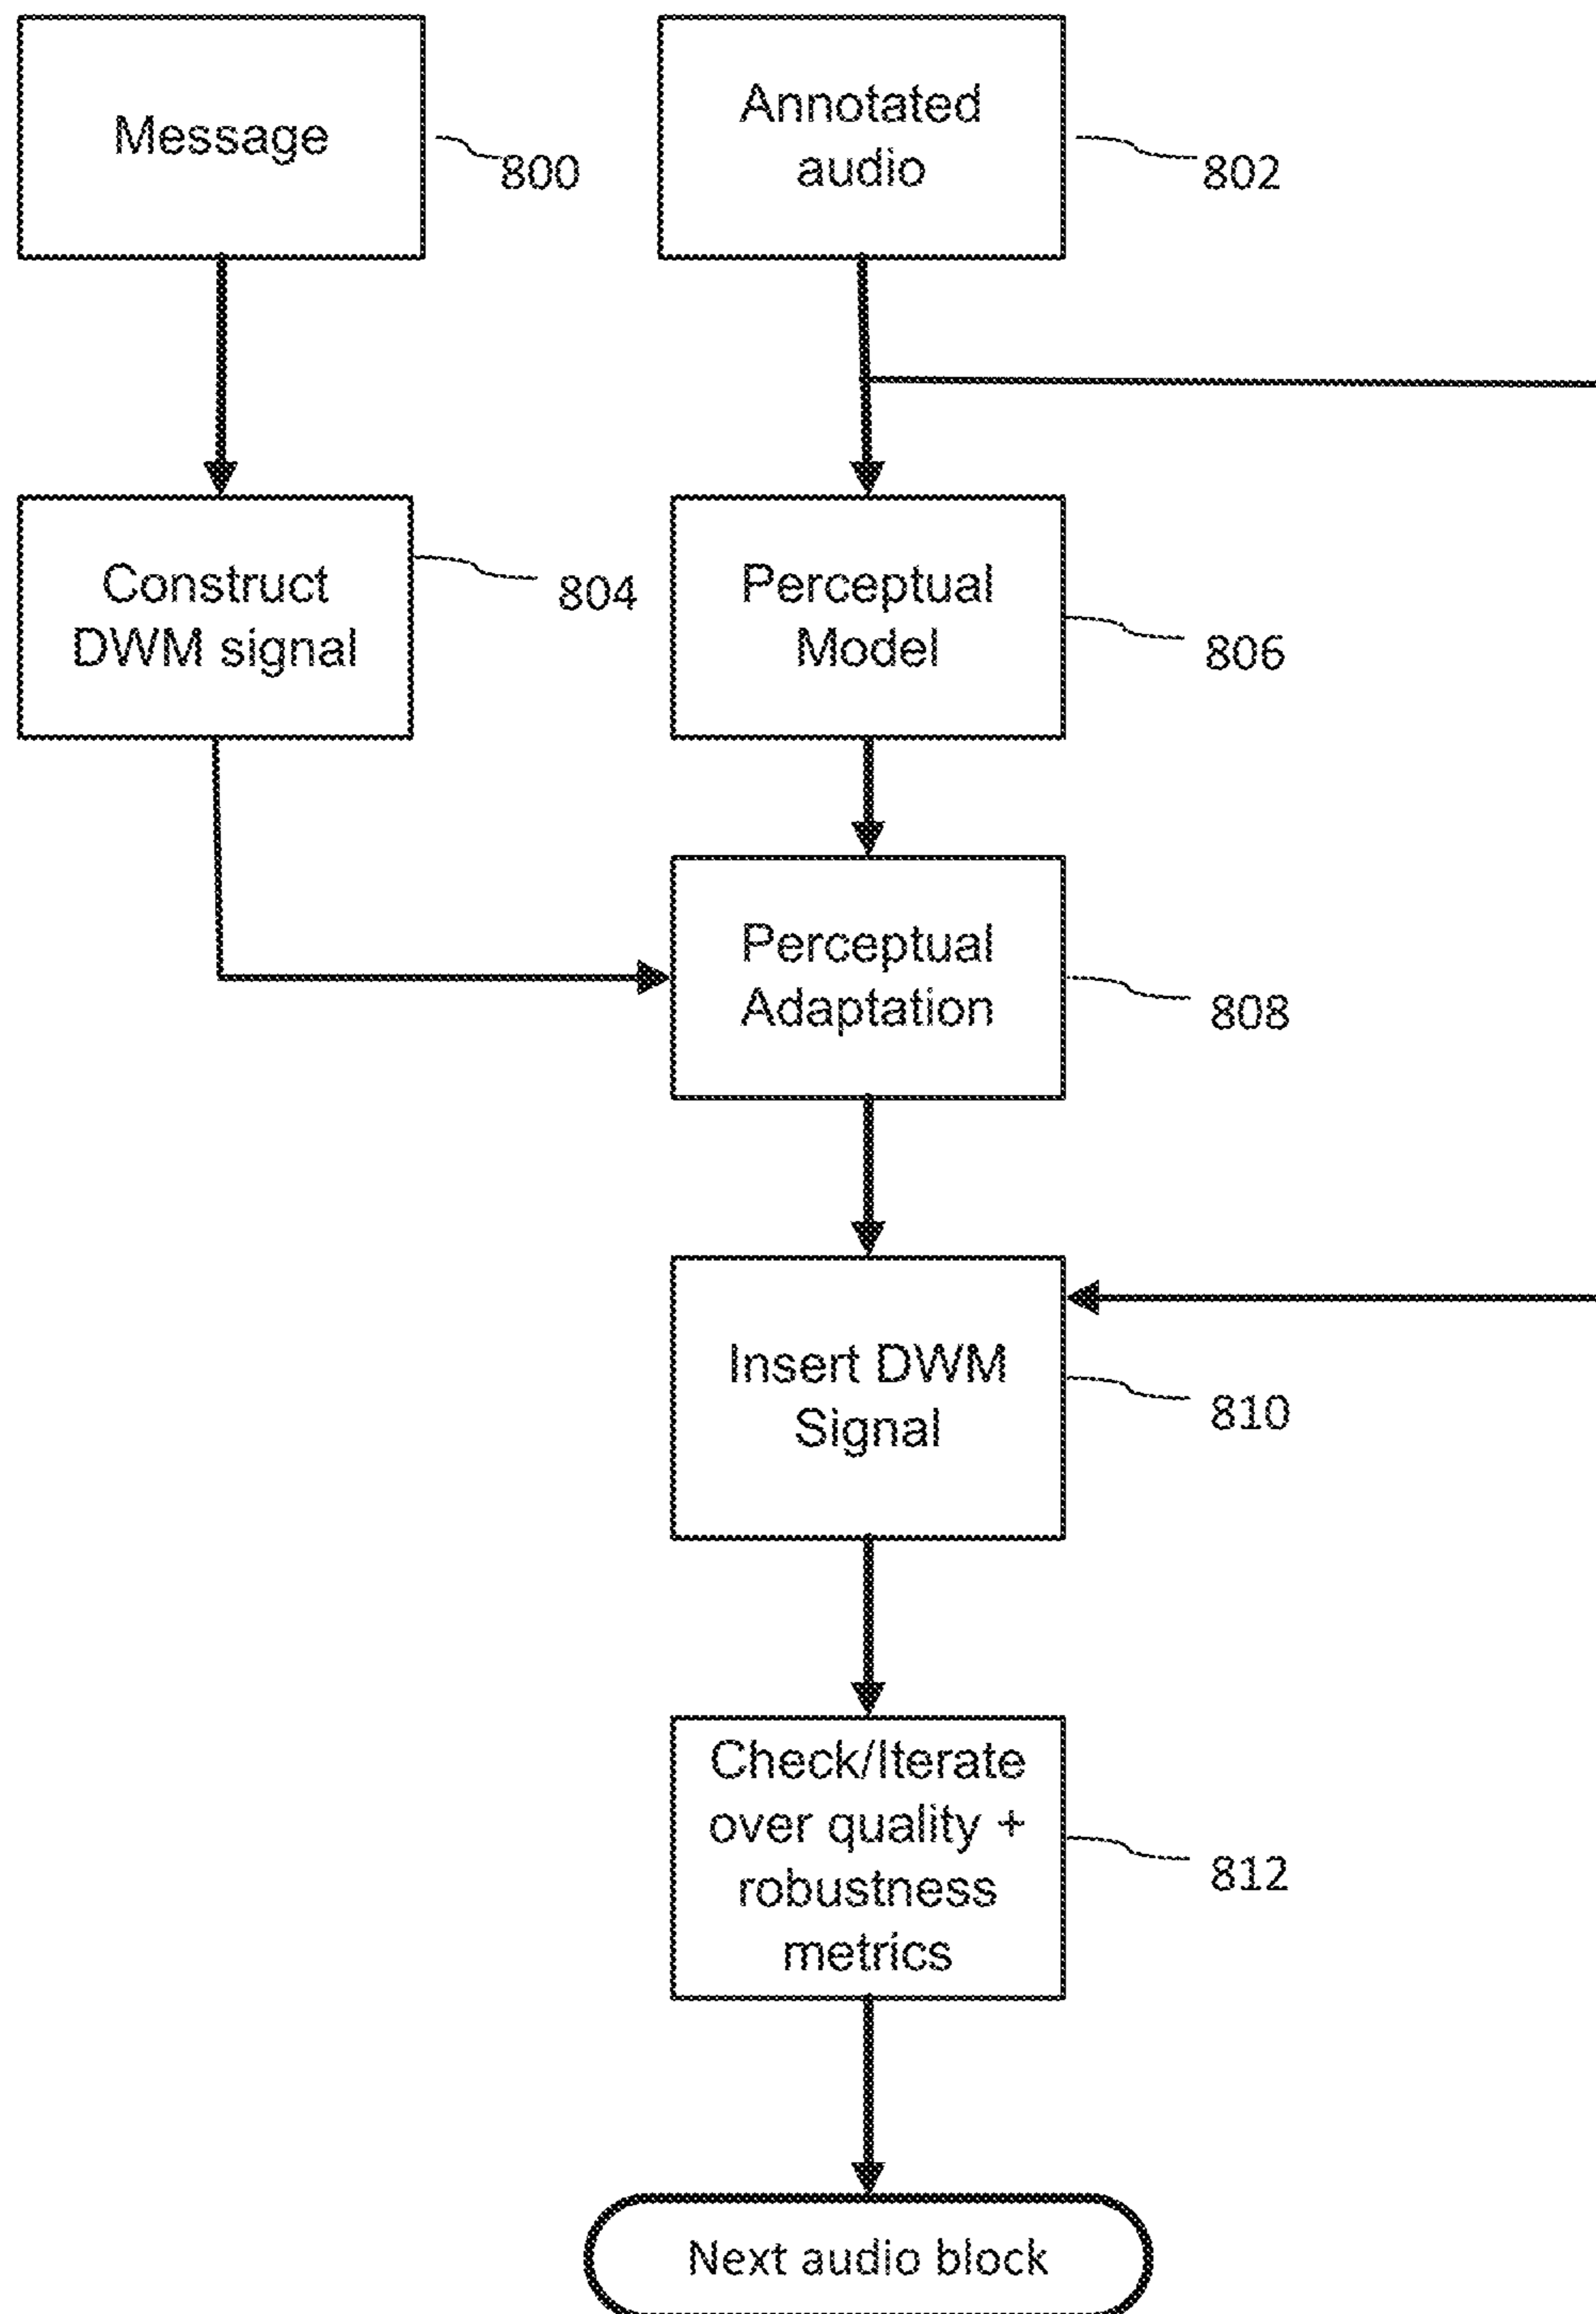 Message
800
Annotated
audio
802
Construct
DWM signal
804
Perceptual
Model
806
Perceptual
Adaptation
808
Insert DWM
Signal
810
Check/Iterate
over quality +
robustness
metrics
812
Next audio block